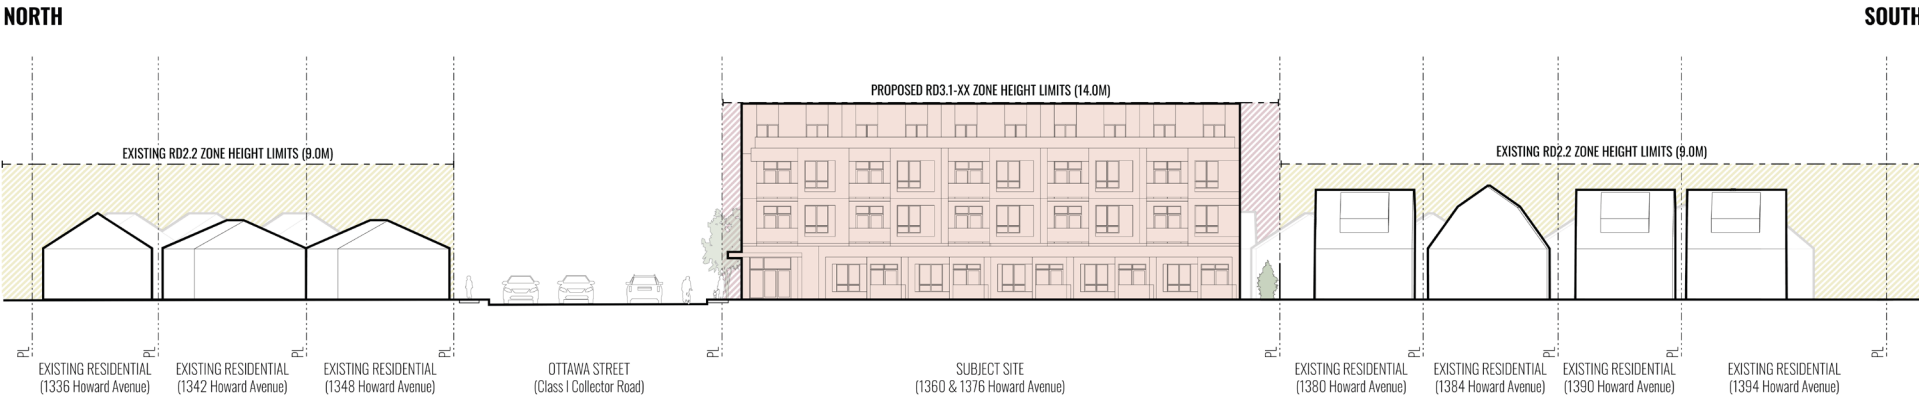 NORTH
SOUTH
PROPOSED RD3.1-XX ZONE HEIGHT LIMITS (14.0M)
EXISTING RD2.2 ZONE HEIGHT LIMITS (9.0M)
EXISTING RD2.2 ZONE HEIGHT LIMITS (9.0M)
PL
PL
PL
PL
PL
PL
PL
PL
PL
EXISTING RESIDENTIAL
(1336 Howard Avenue)
EXISTING RESIDENTIAL
(1342 Howard Avenue)
EXISTING RESIDENTIAL
(1348 Howard Avenue)
OTTAWA STREET
(Class I Collector Road)
SUBJECT SITE
(1360 & 1376 Howard Avenue)
EXISTING RESIDENTIAL
(1380 Howard Avenue)
EXISTING RESIDENTIAL
(1384 Howard Avenue)
EXISTING RESIDENTIAL
(1390 Howard Avenue)
EXISTING RESIDENTIAL
(1394 Howard Avenue)